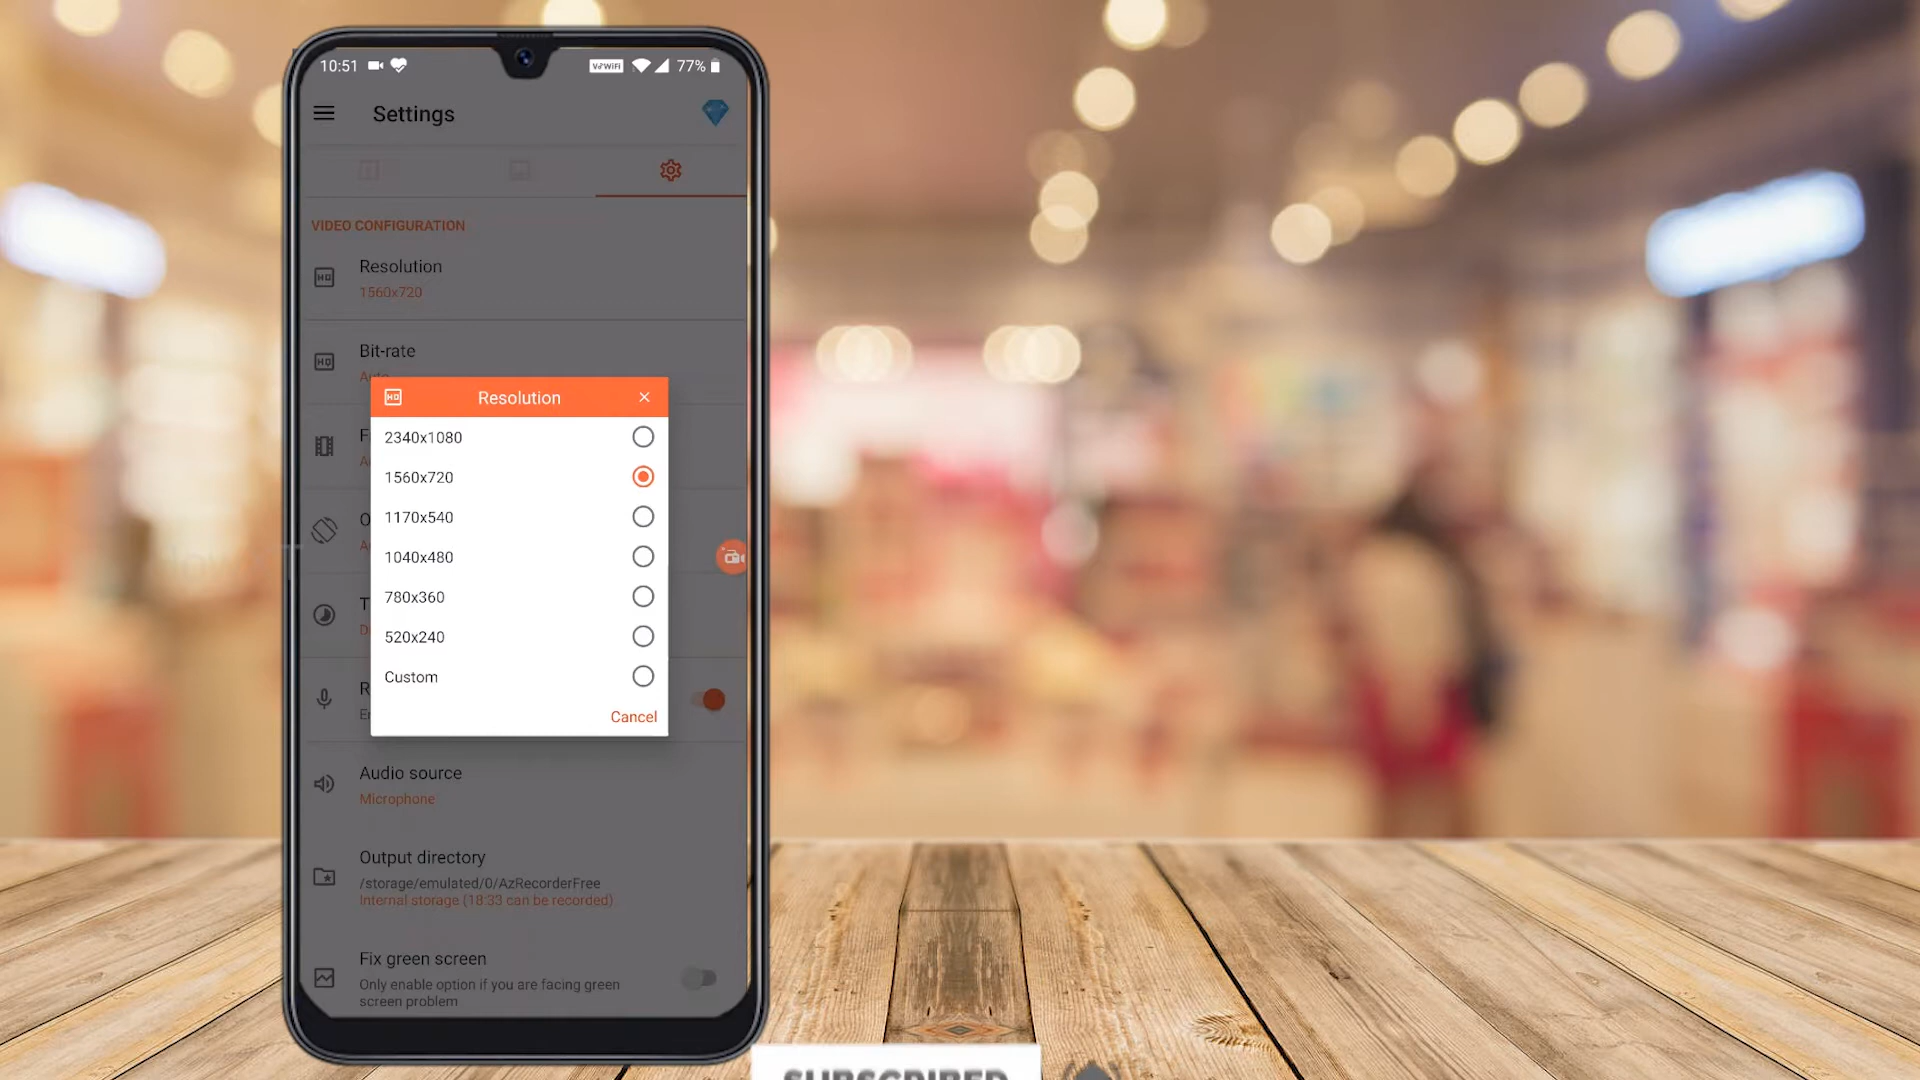 10:51
VoWiFi
77%
Settings
VIDEO CONFIGURATION
Resolution
1560x720
Bit-rate
Resolution
2340x1080
1560x720
1170x540
1040x480
780x360
520x240
Custom
Cancel
Audio source
Microphone
Output directory
/storage/emulated/0/AzRecorderFree
Internal storage (18:33 can be recorded)
Fix green screen
Only enable option if you are facing green
screen problem
SUBSCRIBED